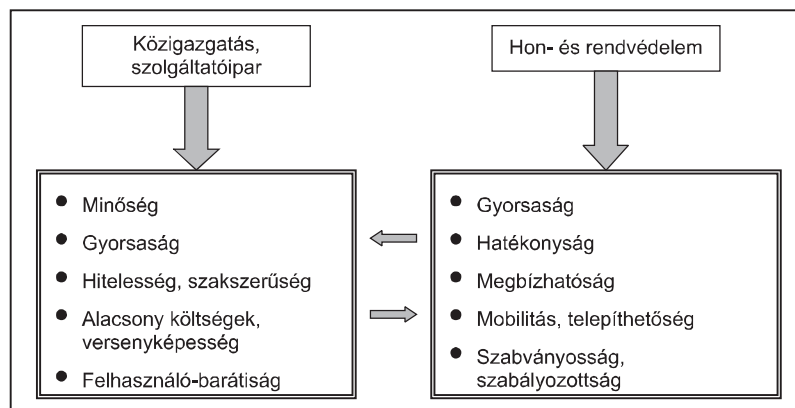 Közigazgatás,
szolgáltatóipar
Hon- és rendvédelem
● Minőség
● Gyorsaság
● Hitelesség, szakszerűség
● Alacsony költségek,
versenyképesség
● Felhasználó-barátiság
● Gyorsaság
● Hatékonyság
● Megbízhatóság
● Mobilitás, telepíthetőség
● Szabványosság,
szabályozottság